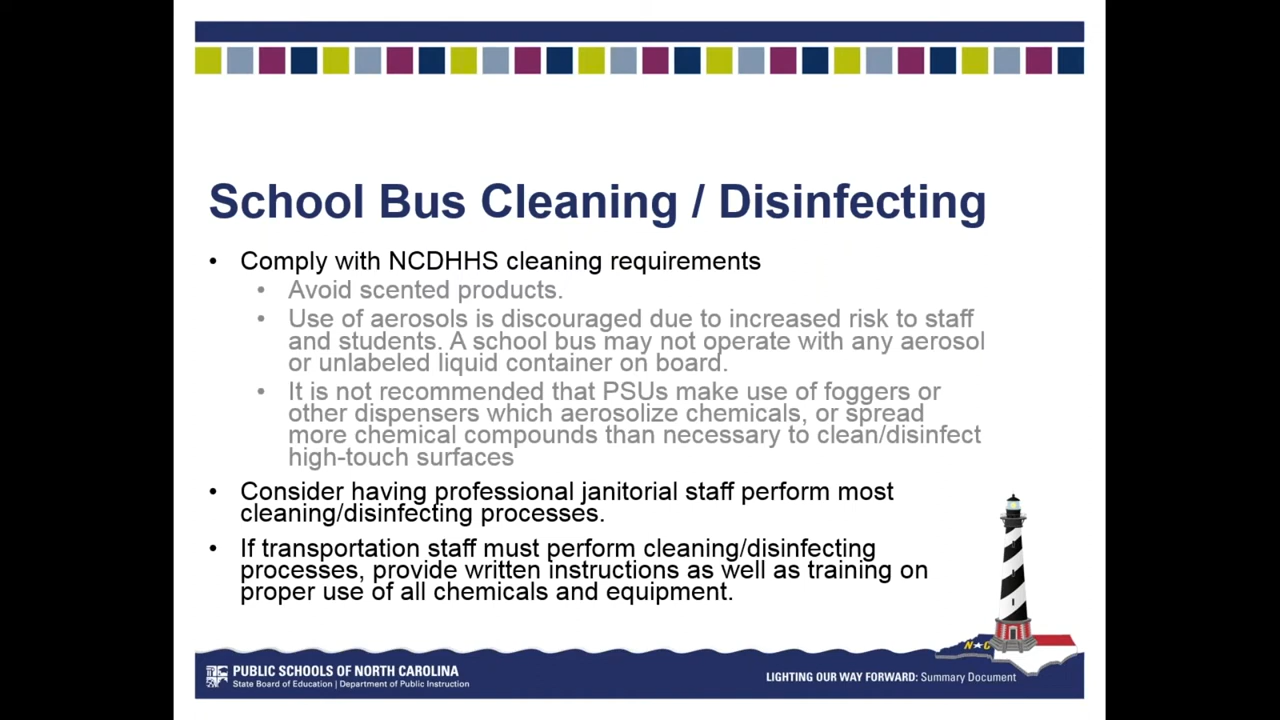 School Bus Cleaning / Disinfecting
• Comply with NCDHHS cleaning requirements
• Avoid scented products.
• Use of aerosols is discouraged due to increased risk to staff
and students. A school bus may not operate with any aerosol
or unlabeled liquid container on board.
• It is not recommended that PSUs make use of foggers or
other dispensers which aerosolize chemicals, or spread
more chemical compounds than necessary to clean/disinfect
high-touch surfaces
• Consider having professional janitorial staff perform most
cleaning/disinfecting processes.
• If transportation staff must perform cleaning/disinfecting
processes, provide written instructions as well as training on
proper use of all chemicals and equipment.
N★C
PUBLIC SCHOOLS OF NORTH CAROLINA
State Board of Education | Department of Public Instruction
LIGHTING OUR WAY FORWARD: Summary Document